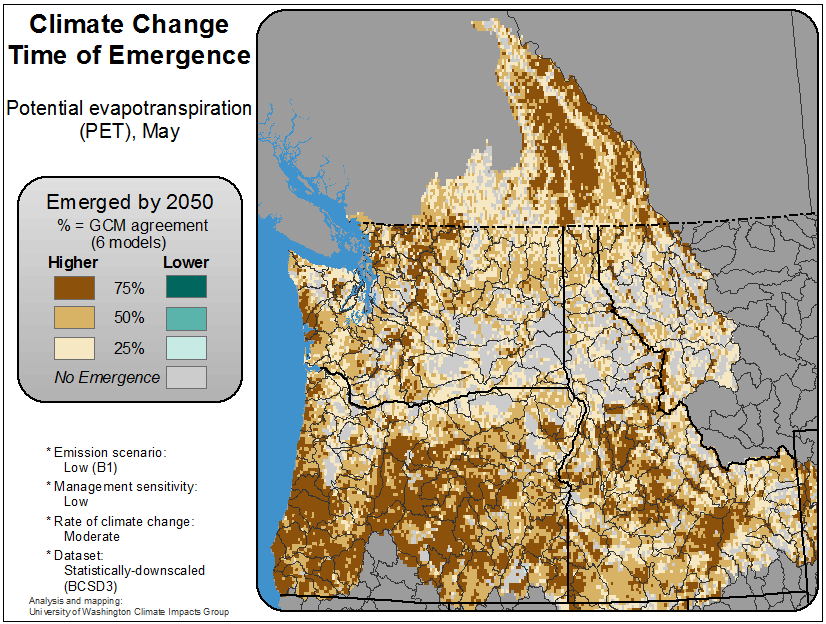 Climate Change
Time of Emergence
Potential evapotranspiration
(PET), May
Emerged by 2050
% = GCM agreement
(6 models)
Higher Lower
75%
50%
25%
No Emergence
* Emission scenario:
Low (B1)
* Management sensitivity:
Low
* Rate of climate change:
Moderate
* Dataset:
Statistically-downscaled
(BCSD3)
Analysis and mapping:
University of Washington Climate Impacts Group